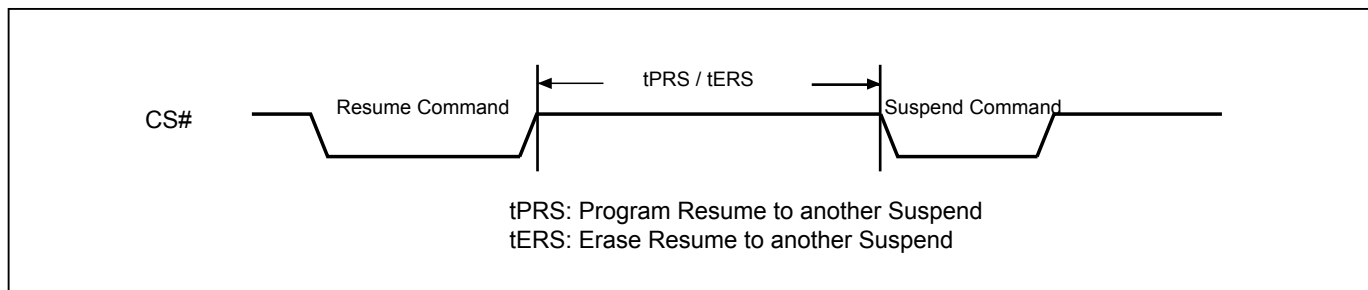 tPRS / tERS
Resume Command
Suspend Command
CS#
tPRS: Program Resume to another Suspend
tERS: Erase Resume to another Suspend